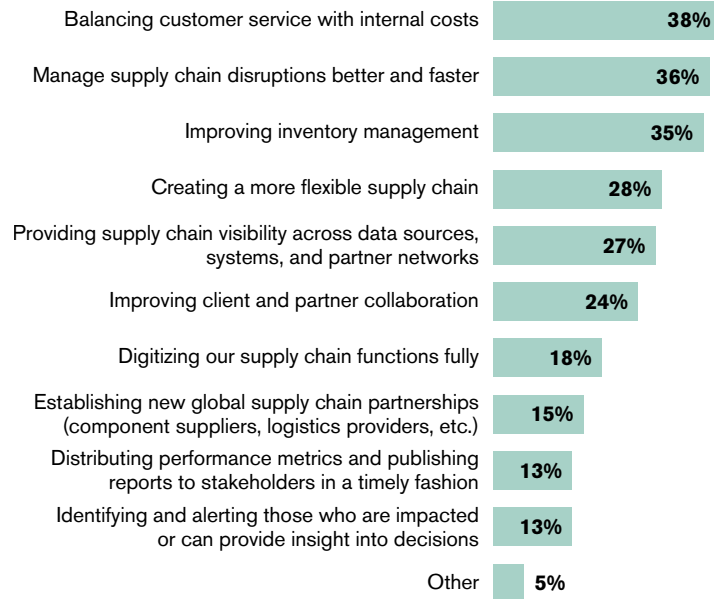 Balancing customer service with internal costs 38%
Manage supply chain disruptions better and faster 36%
Improving inventory management 35%
Creating a more flexible supply chain 28%
Providing supply chain visibility across data sources,
systems, and partner networks 27%
Improving client and partner collaboration 24%
Digitizing our supply chain functions fully 18%
Establishing new global supply chain partnerships
(component suppliers, logistics providers, etc.) 15%
Distributing performance metrics and publishing
reports to stakeholders in a timely fashion 13%
Identifying and alerting those who are impacted
or can provide insight into decisions 13%
Other 5%